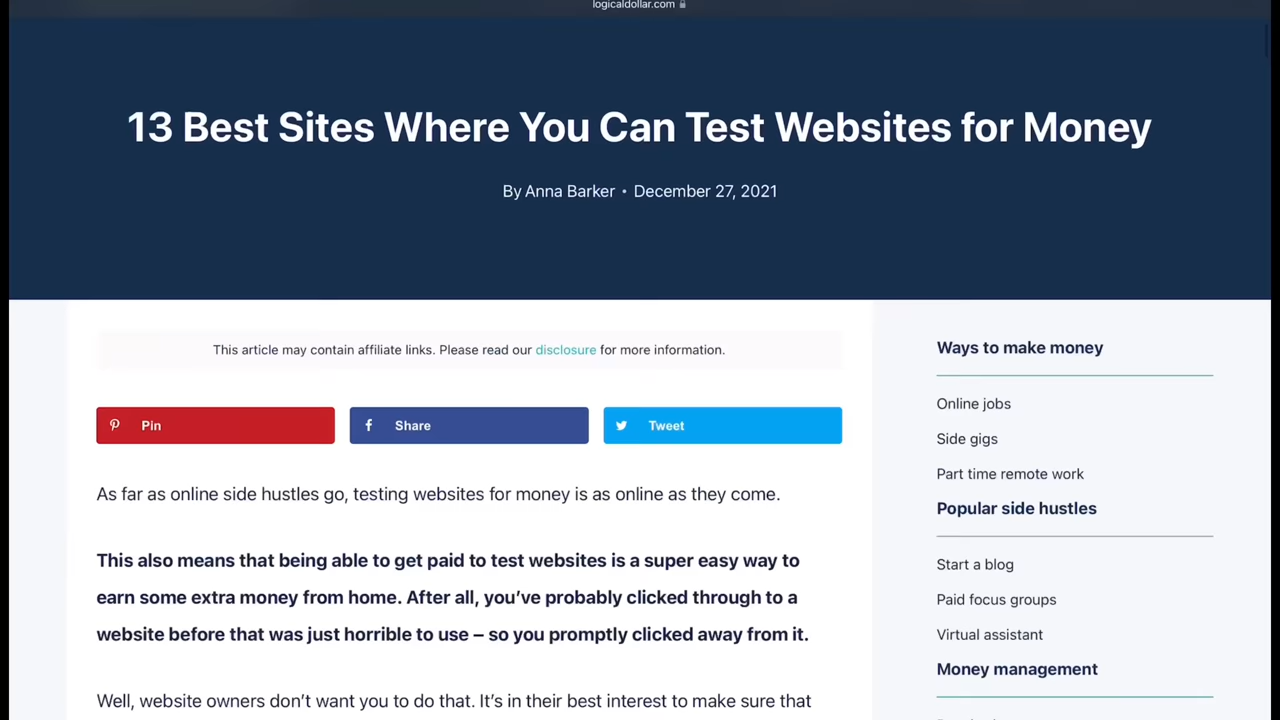 logicaldollar.com
13 Best Sites Where You Can Test Websites for Money
By Anna Barker • December 27, 2021
This article may contain affiliate links. Please read our disclosure for more information.
Pin
Share
Tweet
As far as online side hustles go, testing websites for money is as online as they come.
This also means that being able to get paid to test websites is a super easy way to
earn some extra money from home. After all, you’ve probably clicked through to a
website before that was just horrible to use – so you promptly clicked away from it.
Well, website owners don’t want you to do that. It’s in their best interest to make sure that
Ways to make money
Online jobs
Side gigs
Part time remote work
Popular side hustles
Start a blog
Paid focus groups
Virtual assistant
Money management